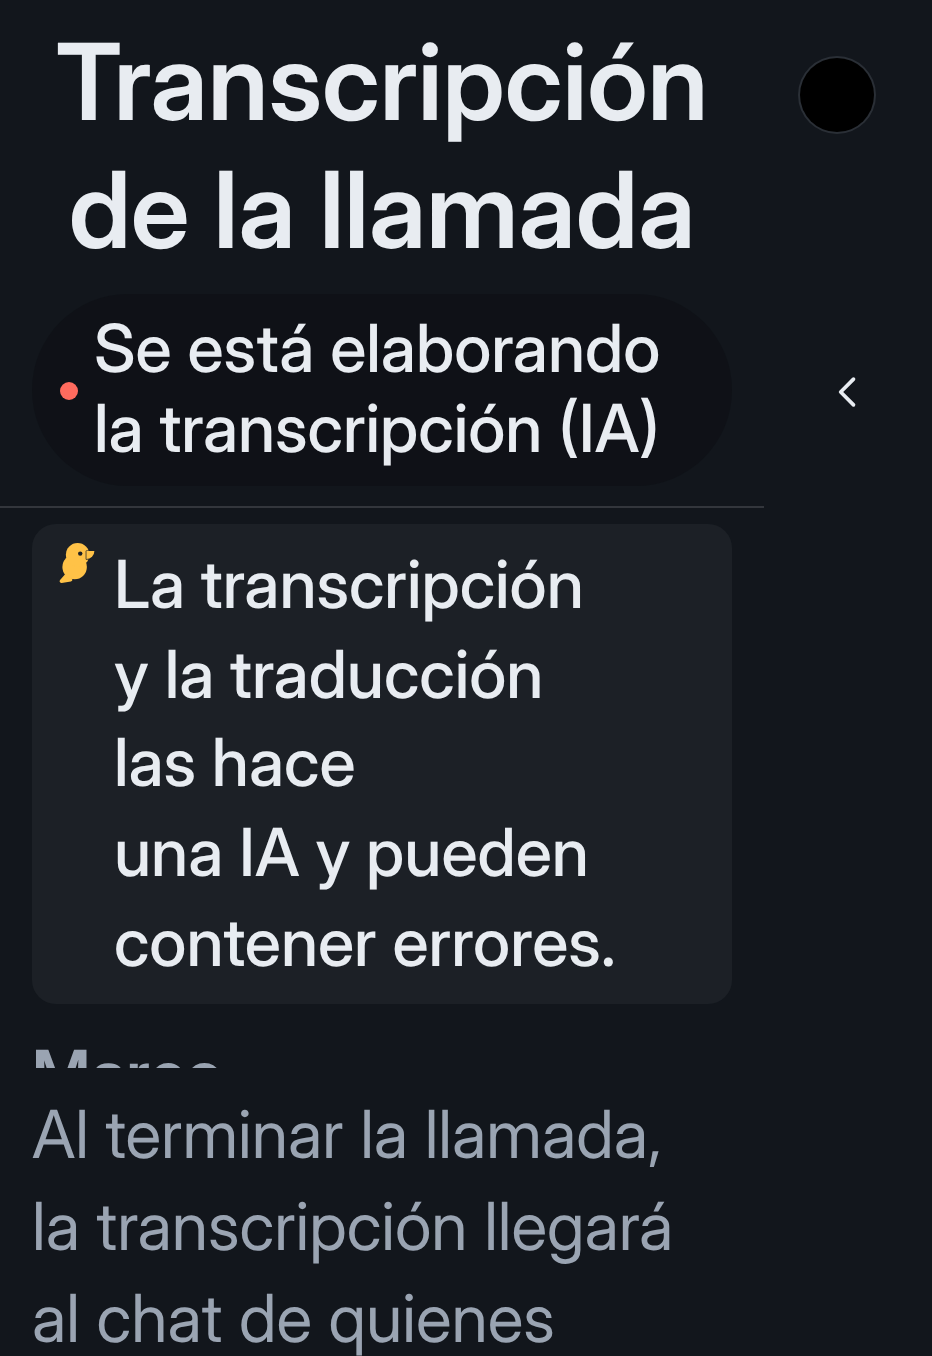 Transcripción
de la llamada
Se está elaborando
la transcripción (IA)
La transcripción
y la traducción
las hace
una IA y pueden
contener errores.
Al terminar la llamada,
la transcripción llegará
al chat de quienes